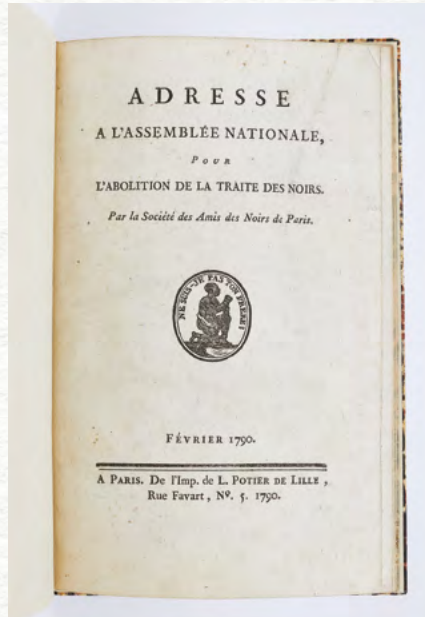 ADRESSE
A L'ASSEMBLÉE NATIONALE,
POUR
L'ABOLITION DE LA TRAITE DES NOIRS.
Par la Société des Amis des Noirs de Paris.
NE SUIS-JE PAS TON FRERE?
FÉVRIER 1790.
A PARIS. De l'Imp. de L. POTIER DE LILLE,
Rue Favart, Nº. 5. 1790.